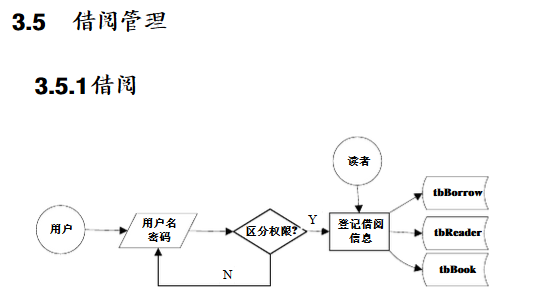 3.5 借阅管理
3.5.1借阅
读者
用户
用户名
密码
区分权限?
Y
N
登记借阅
信息
tbBorrow
tbReader
tbBook